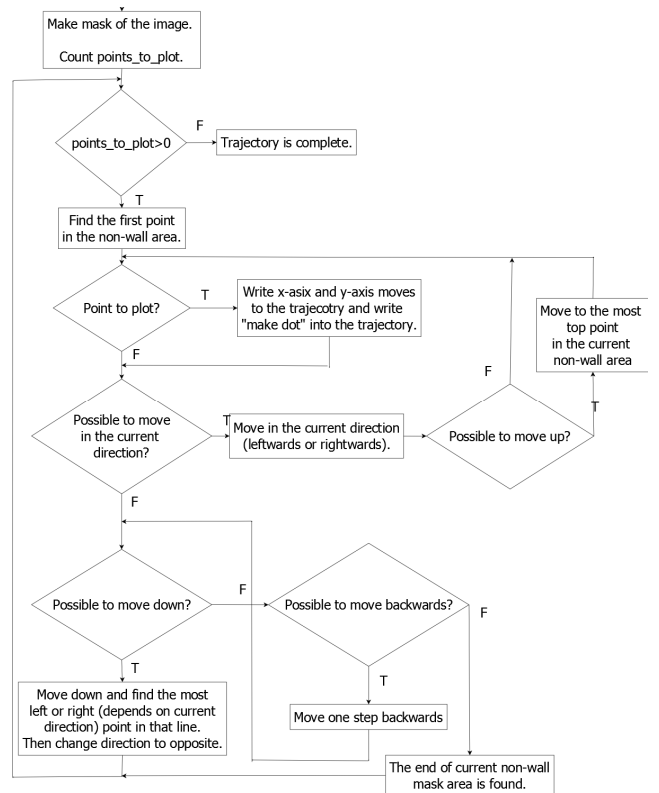 Make mask of the image.
Count points_to_plot.
points_to_plot>0
F
Trajectory is complete.
T
Find the first point
in the non-wall area.
Point to plot?
T
Write x-asix and y-axis moves
to the trajecotry and write
"make dot" into the trajectory.
F
Move to the most
top point
in the current
non-wall area
F
T
Possible to move
in the current
direction?
T
Move in the current direction
(leftwards or rightwards).
Possible to move up?
F
Possible to move down?
F
Possible to move backwards?
F
T
T
Move down and find the most
left or right (depends on current
direction) point in that line.
Then change direction to opposite.
Move one step backwards
The end of current non-wall
mask area is found.